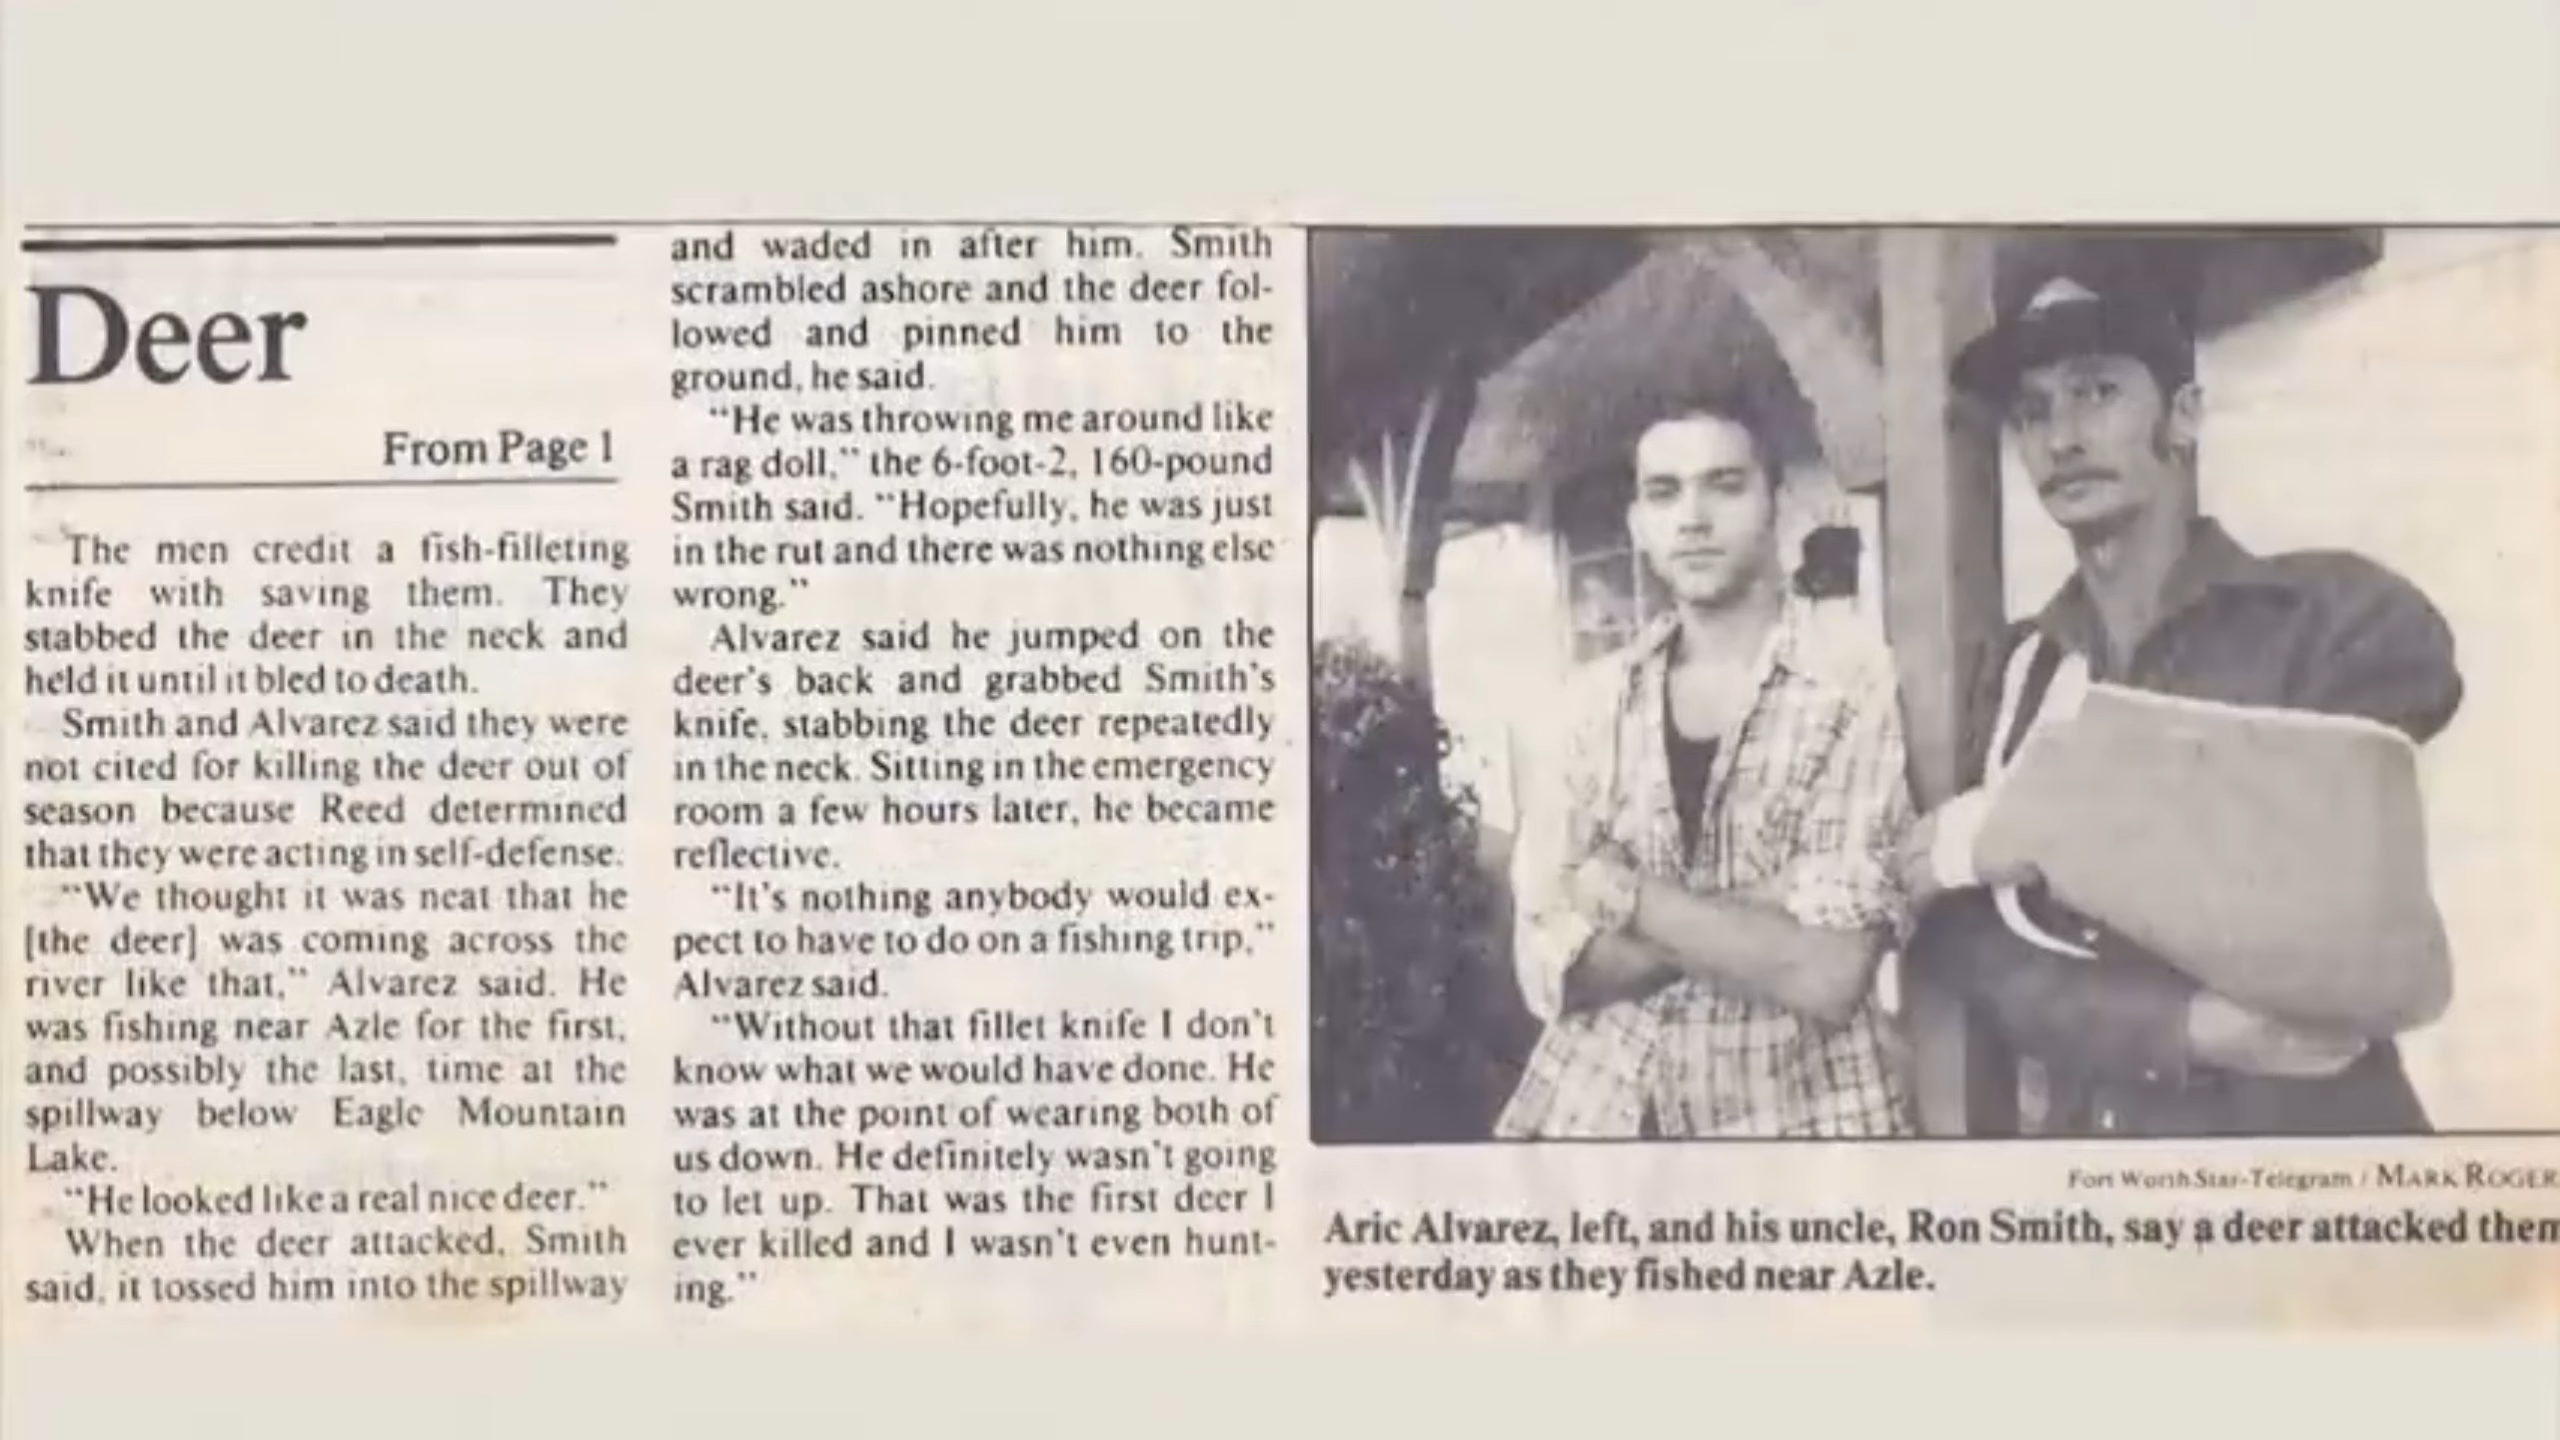 Deer
From Page 1
The men credit a fish-filleting
knife with saving them. They
stabbed the deer in the neck and
held it until it bled to death.
Smith and Alvarez said they were
not cited for killing the deer out of
season because Reed determined
that they were acting in self-defense.
"We thought it was neat that he
[the deer] was coming across the
river like that," Alvarez said. He
was fishing near Azle for the first,
and possibly the last, time at the
spillway below Eagle Mountain
Lake.
"He looked like a real nice deer."
When the deer attacked, Smith
said, it tossed him into the spillway
and waded in after him. Smith
scrambled ashore and the deer fol-
lowed and pinned him to the
ground, he said.
"He was throwing me around like
a rag doll," the 6-foot-2, 160-pound
Smith said. "Hopefully, he was just
in the rut and there was nothing else
wrong."
Alvarez said he jumped on the
deer's back and grabbed Smith's
knife, stabbing the deer repeatedly
in the neck. Sitting in the emergency
room a few hours later, he became
reflective.
"It's nothing anybody would ex-
pect to have to do on a fishing trip,"
Alvarez said.
"Without that fillet knife I don't
know what we would have done. He
was at the point of wearing both of
us down. He definitely wasn't going
to let up. That was the first deer I
ever killed and I wasn't even hunt-
ing."
Fort Worth Star-Telegram / MARK ROGER
Aric Alvarez, left, and his uncle, Ron Smith, say a deer attacked them
yesterday as they fished near Azle.